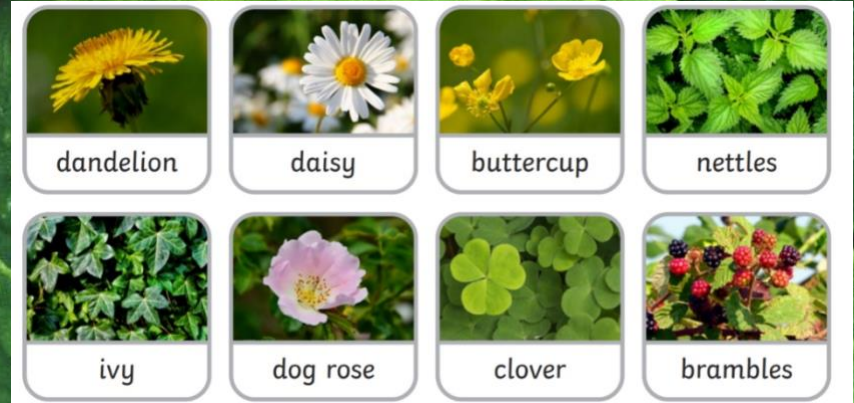 dandelion
daisy
buttercup
nettles
ivy
dog rose
clover
brambles